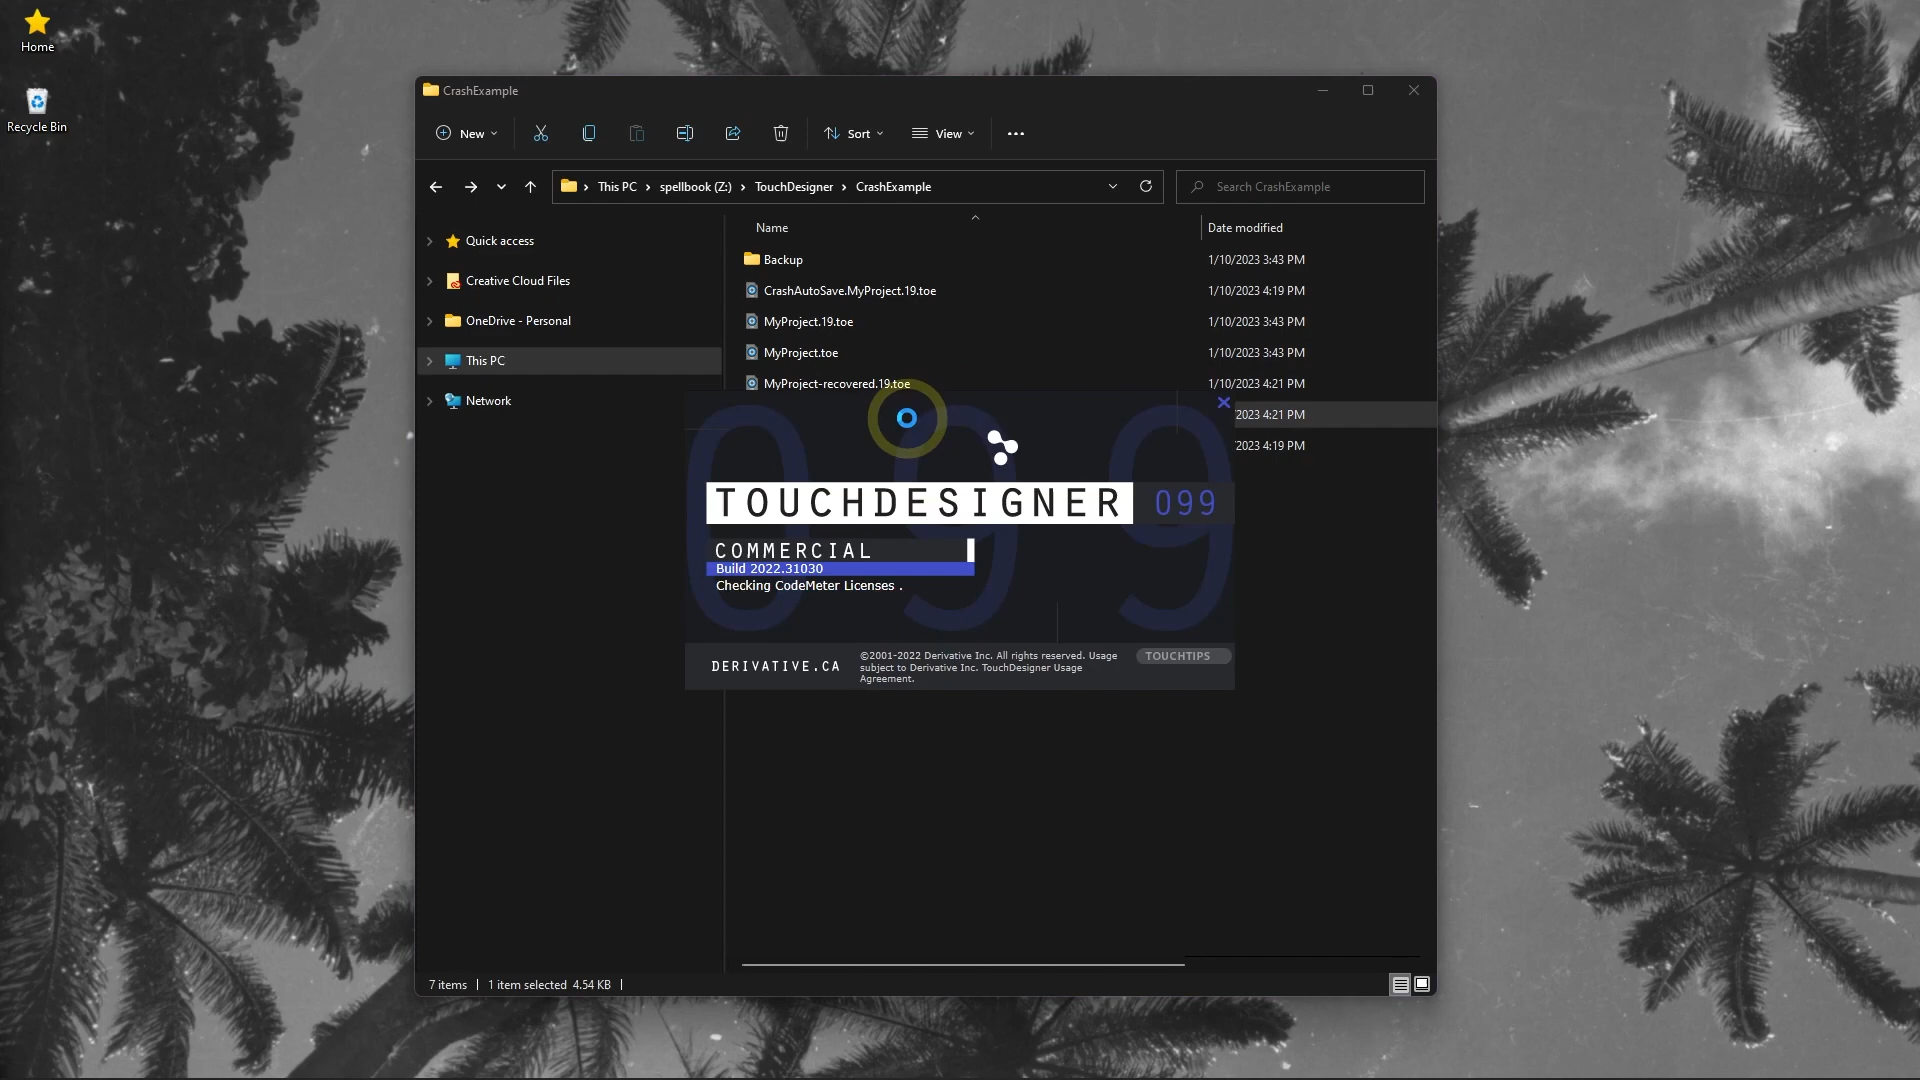 Home
Recycle Bin
CrashExample
New
Sort
View
This PC
spellbook (Z:)
TouchDesigner
CrashExample
Search CrashExample
Quick access
Creative Cloud Files
OneDrive - Personal
This PC
Network
Name
Date modified
Backup
1/10/2023 3:43 PM
CrashAutoSave.MyProject.19.toe
1/10/2023 4:19 PM
MyProject.19.toe
1/10/2023 3:43 PM
MyProject.toe
1/10/2023 3:43 PM
MyProject-recovered.19.toe
1/10/2023 4:21 PM
2023 4:21 PM
2023 4:19 PM
099
TOUCHDESIGNER 099
COMMERCIAL
Build 2022.31030
Checking CodeMeter Licenses .
DERIVATIVE.CA
©2001-2022 Derivative Inc. All rights reserved. Usage
subject to Derivative Inc. TouchDesigner Usage
Agreement.
TOUCHTIPS
7 items
1 item selected 4.54 KB